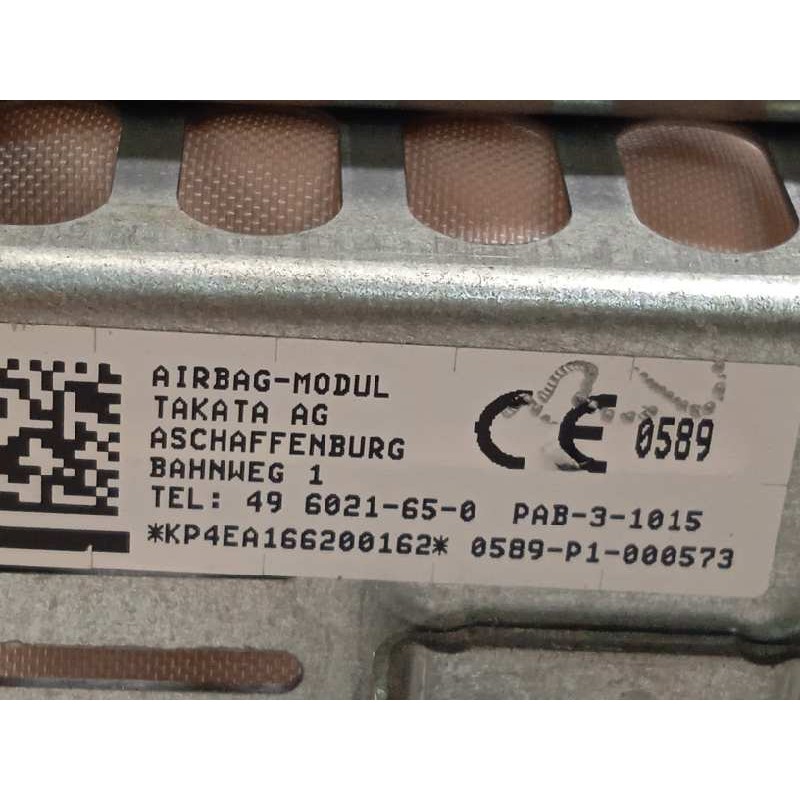 AIRBAG-MODUL
TAKATA AG
ASCHAFFENBURG
BAHNWEG 1
TEL: 49 6021-65-0 PAB-3-1015
*KP4EA166200162* 0589-P1-000573
CE 0589